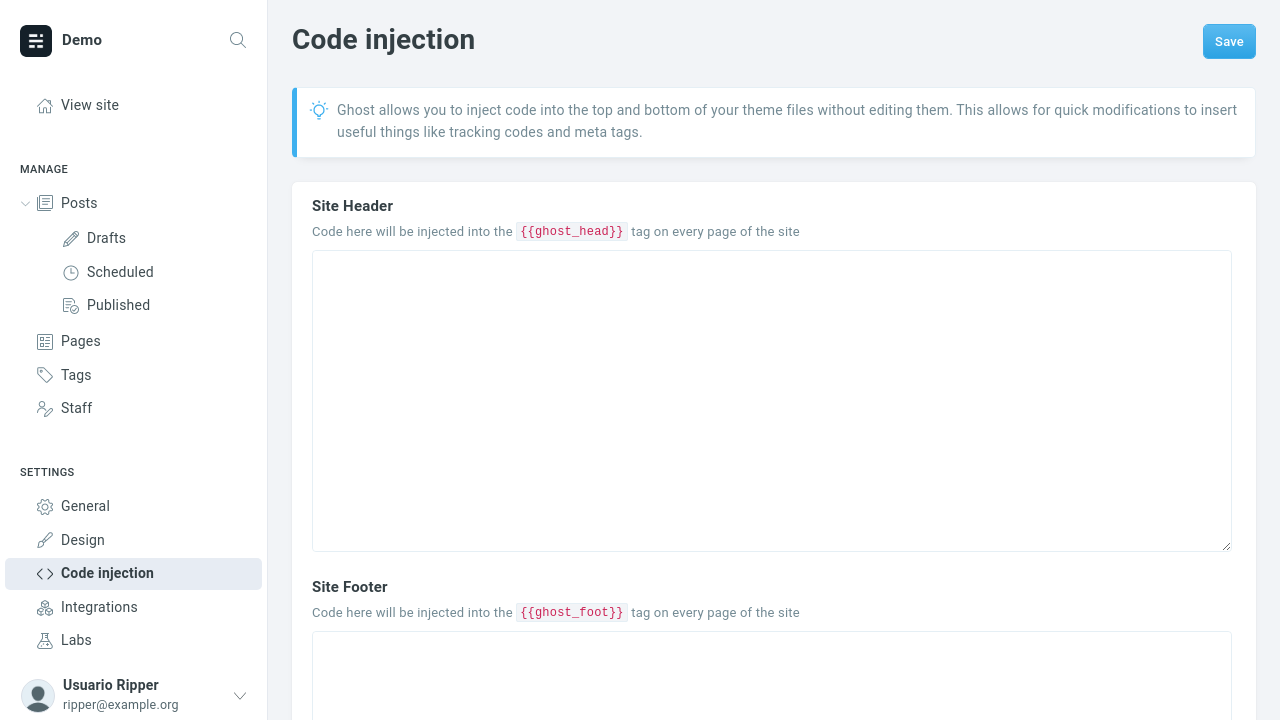 Demo
View site
MANAGE
Posts
Drafts
Scheduled
Published
Pages
Tags
Staff
SETTINGS
General
Design
Code injection
Integrations
Labs
Usuario Ripper
ripper@example.org
Code injection
Save
Ghost allows you to inject code into the top and bottom of your theme files without editing them. This allows for quick modifications to insert
useful things like tracking codes and meta tags.
Site Header
Code here will be injected into the {{ghost_head}} tag on every page of the site
Site Footer
Code here will be injected into the {{ghost_foot}} tag on every page of the site